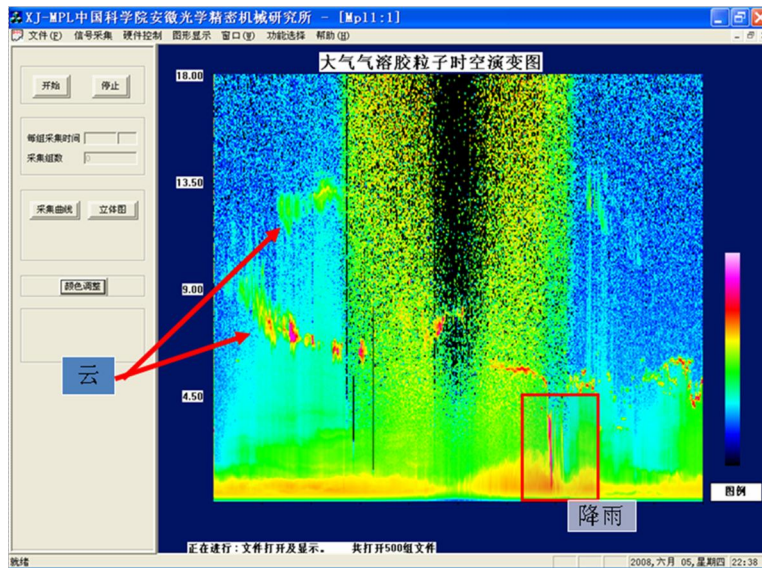 XJ-MPL中国科学院安徽光学精密机械研究所 - [Mpl1:1]
文件(F) 信号采集 硬件控制 图形显示 窗口(W) 功能选择 帮助(H)
大气气溶胶粒子时空演变图
18.00
开始 停止
每组采集时间
采集组数 0
13.50
采集曲线 立体图
9.00
颜色调整
云
4.50
图例
降雨
正在进行:文件打开及显示。 共打开500组文件
就绪
2008,六月 05,星期四 22:38